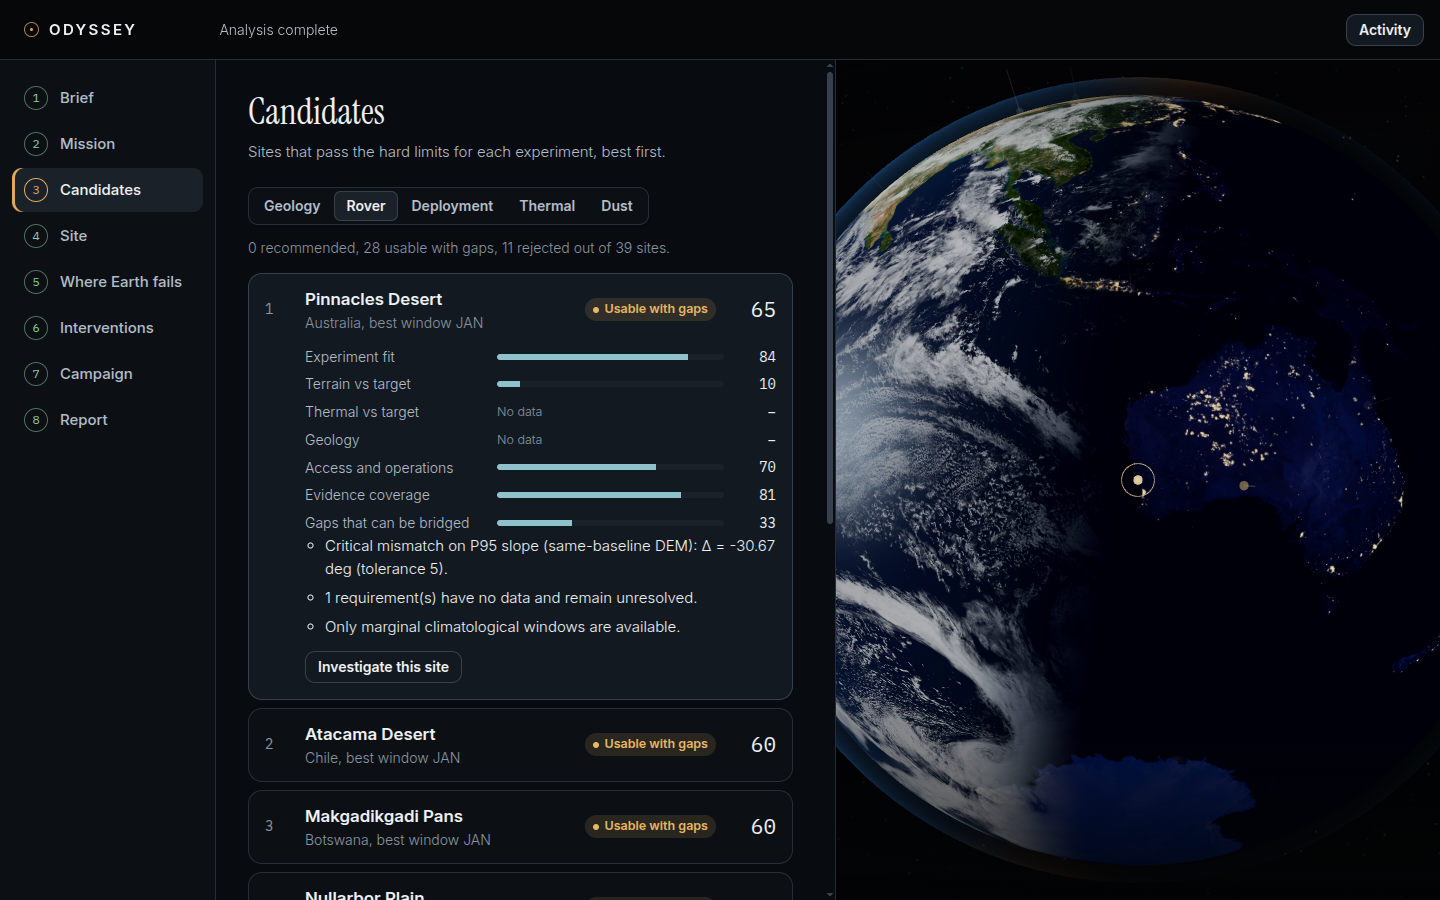 ODYSSEY
Analysis complete
Activity
1 Brief
2 Mission
3 Candidates
4 Site
5 Where Earth fails
6 Interventions
7 Campaign
8 Report
Candidates
Sites that pass the hard limits for each experiment, best first.
Geology Rover Deployment Thermal Dust
0 recommended, 28 usable with gaps, 11 rejected out of 39 sites.
1 Pinnacles Desert Usable with gaps 65
Australia, best window JAN
Experiment fit 84
Terrain vs target 10
Thermal vs target No data –
Geology No data –
Access and operations 70
Evidence coverage 81
Gaps that can be bridged 33
Critical mismatch on P95 slope (same-baseline DEM): Δ = -30.67
deg (tolerance 5).
1 requirement(s) have no data and remain unresolved.
Only marginal climatological windows are available.
Investigate this site
2 Atacama Desert Usable with gaps 60
Chile, best window JAN
3 Makgadikgadi Pans Usable with gaps 60
Botswana, best window JAN
Nullarbor Plain